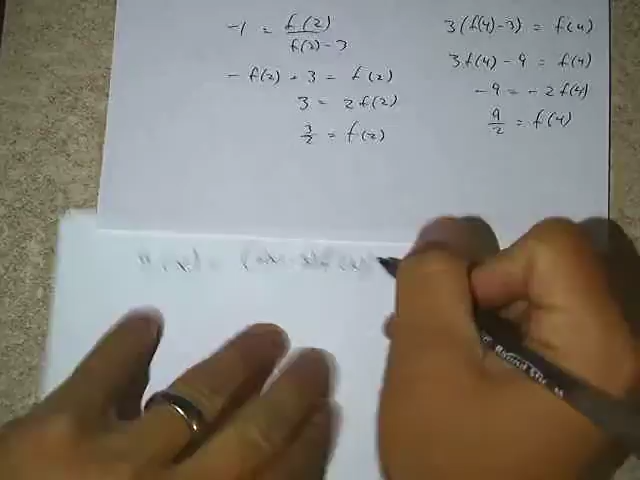 -1 = f(2) / f(2)-3
- f(2) + 3 = f(2)
3 = 2f(2)
3/2 = f(2)
3(f(4)-3) = f(4)
3f(4) - 9 = f(4)
-9 = -2f(4)
9/2 = f(4)